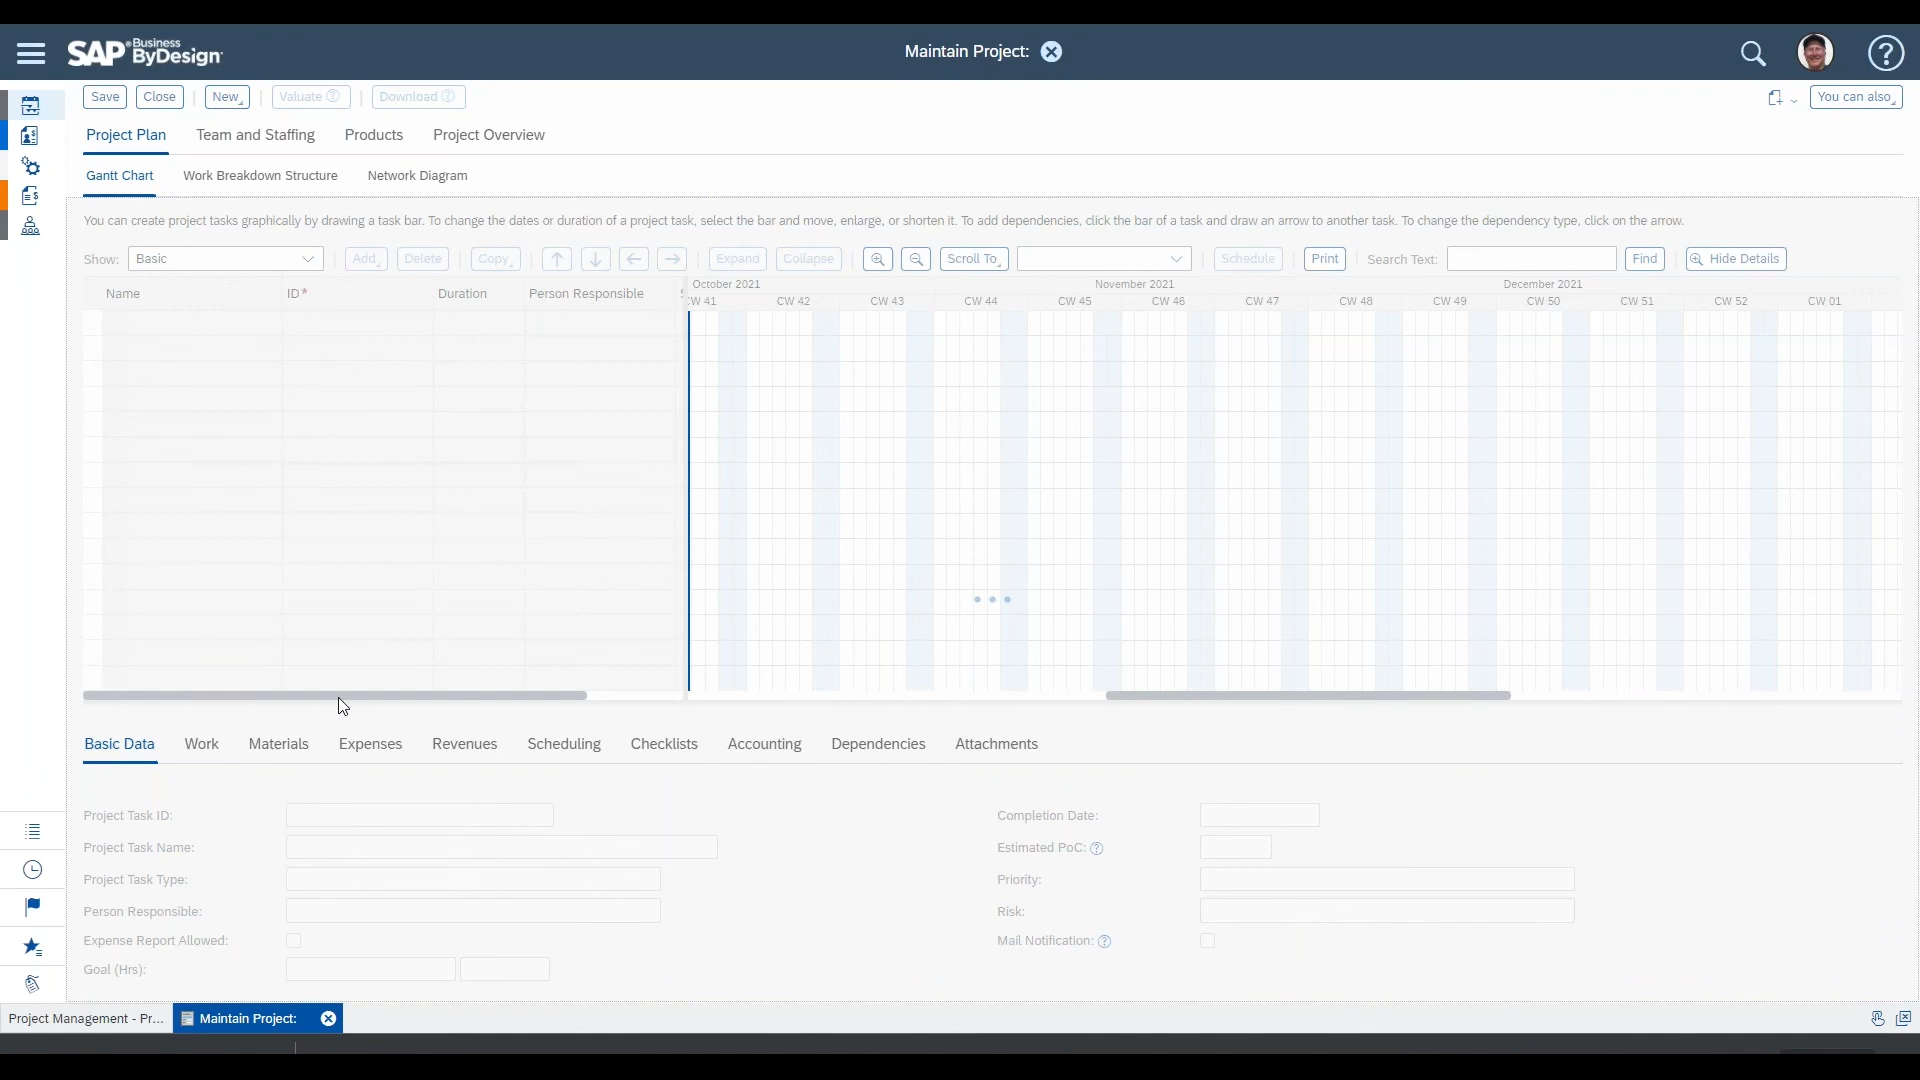 SAP Business ByDesign
Maintain Project:
Save Close New Valuate Download You can also
Project Plan Team and Staffing Products Project Overview
Gantt Chart Work Breakdown Structure Network Diagram
You can create project tasks graphically by drawing a task bar. To change the dates or duration of a project task, select the bar and move, enlarge, or shorten it. To add dependencies, click the bar of a task and draw an arrow to another task. To change the dependency type, click on the arrow.
Show: Basic Add Delete Copy Expand Collapse Scroll To Schedule Print Search Text: Find Hide Details
October 2021 November 2021 December 2021
Name ID* Duration Person Responsible
CW 41 CW 42 CW 43 CW 44 CW 45 CW 46 CW 47 CW 48 CW 49 CW 50 CW 51 CW 52 CW 01
Basic Data Work Materials Expenses Revenues Scheduling Checklists Accounting Dependencies Attachments
Project Task ID: Completion Date:
Project Task Name: Estimated PoC:
Project Task Type: Priority:
Person Responsible: Risk:
Expense Report Allowed: Mail Notification:
Goal (Hrs):
Project Management - Pr... Maintain Project: